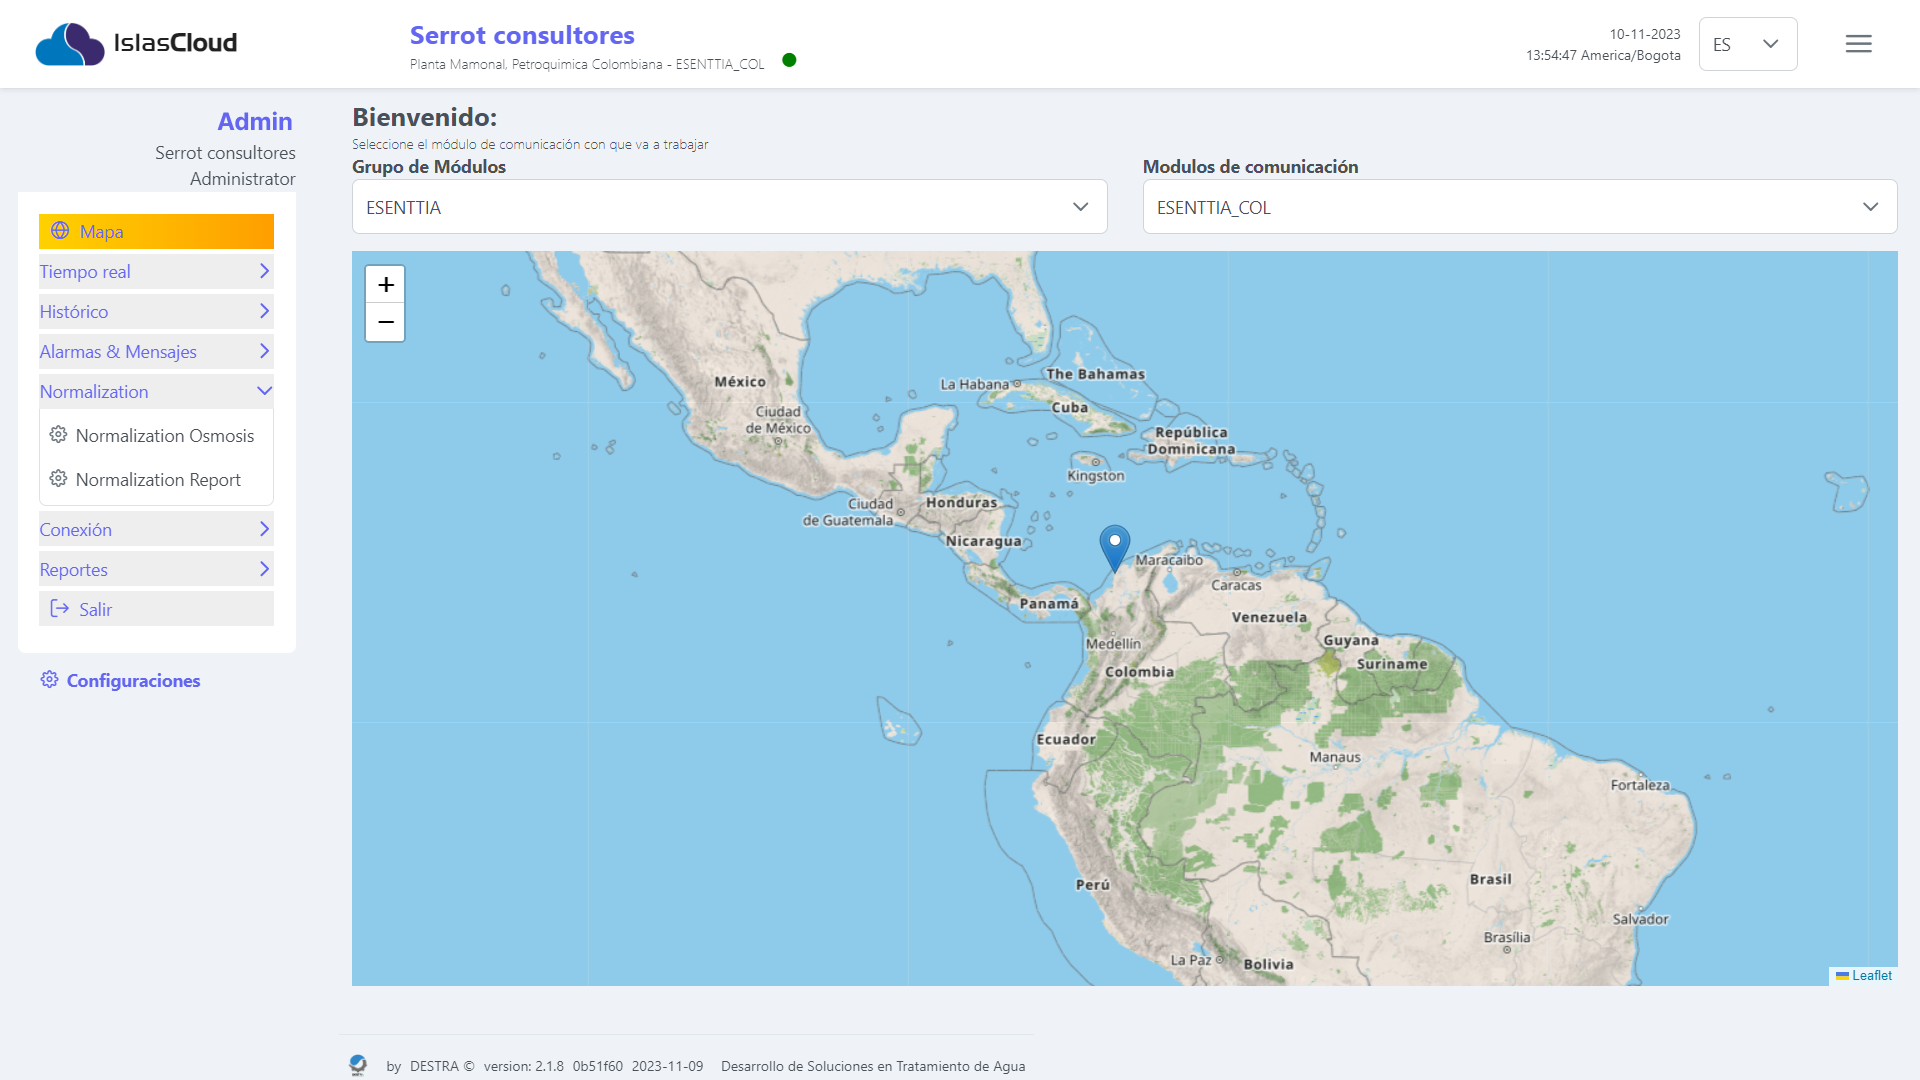 IslasCloud
Serrot consultores
Planta Mamonal, Petroquimica Colombiana - ESENTTIA_COL
10-11-2023
13:54:47 America/Bogota
ES
Admin
Serrot consultores
Administrator
Mapa
Tiempo real
Histórico
Alarmas & Mensajes
Normalization
Normalization Osmosis
Normalization Report
Conexión
Reportes
Salir
Configuraciones
Bienvenido:
Seleccione el módulo de comunicación con que va a trabajar
Grupo de Módulos
ESENTTIA
Modulos de comunicación
ESENTTIA_COL
+
−
México
Ciudad
de México
La Habana
The Bahamas
Cuba
República
Dominicana
Kingston
Ciudad
de Guatemala
Honduras
Nicaragua
Maracaibo
Caracas
Panamá
Venezuela
Medellín
Guyana
Suriname
Colombia
Ecuador
Manaus
Fortaleza
Perú
Brasil
Salvador
Brasília
La Paz
Bolivia
Leaflet
by DESTRA © version: 2.1.8 0b51f60 2023-11-09 Desarrollo de Soluciones en Tratamiento de Agua